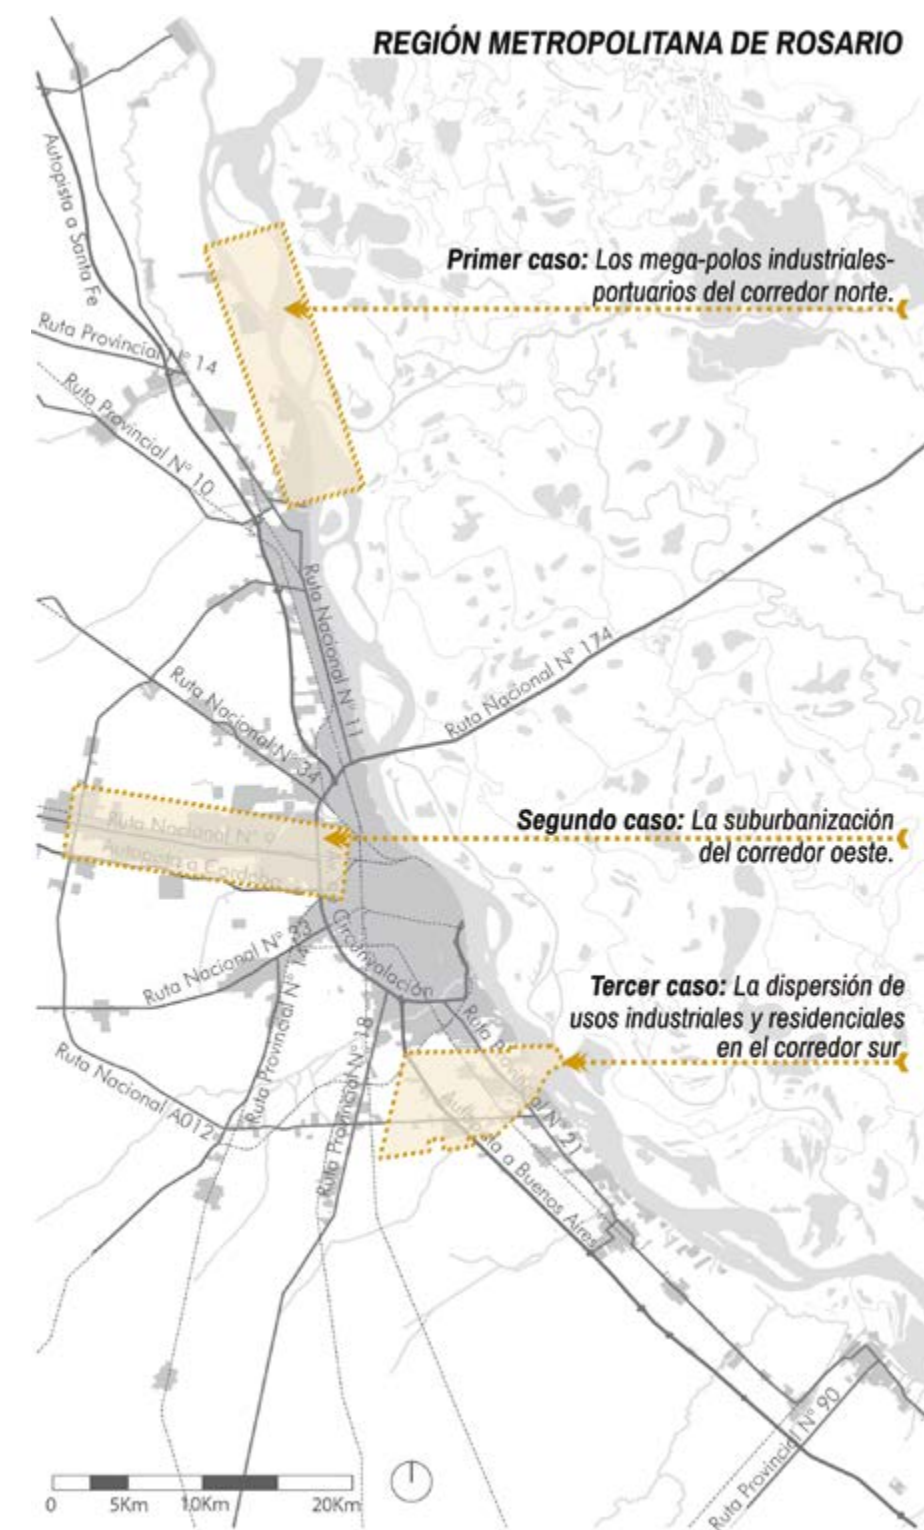 REGIÓN METROPOLITANA DE ROSARIO
Autopista a Santa Fe
Primer caso: Los mega-polos industriales-
portuarios del corredor norte.
Ruta Provincial N° 14
Ruta Provincial N° 10
Ruta Nacional N° 11
Ruta Nacional N° 174
Ruta Nacional N° 34
Segundo caso: La suburbanización
del corredor oeste.
Ruta Nacional N° 9
Autopista a Cordoba
Circunvalación
Ruta Nacional N° 33
Ruta Provincial N° 14
Tercer caso: La dispersión de
usos industriales y residenciales
en el corredor sur
Ruta Provincial N° 18
Ruta Nacional A012
Ruta Provincial N° 21
Autopista a Buenos Aires
Ruta Provincial N° 90
0 5Km 10Km 20Km